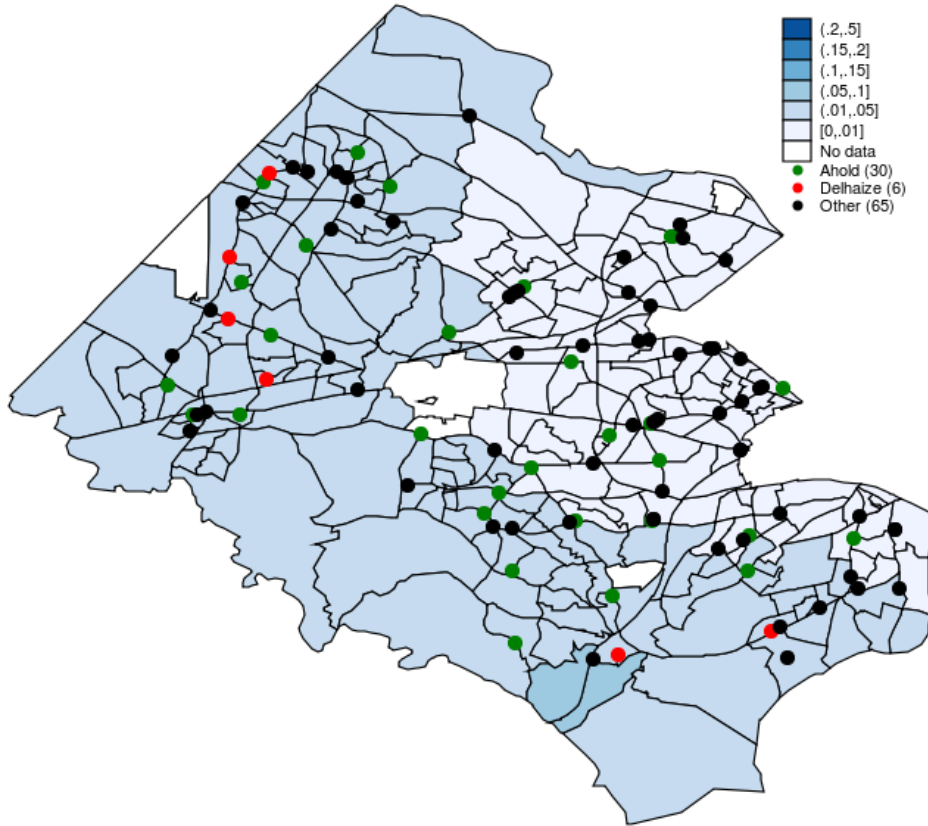 (.2,.5]
(.15,.2]
(.1,.15]
(.05,.1]
(.01,.05]
[0,.01]
No data
Ahold (30)
Delhaize (6)
Other (65)